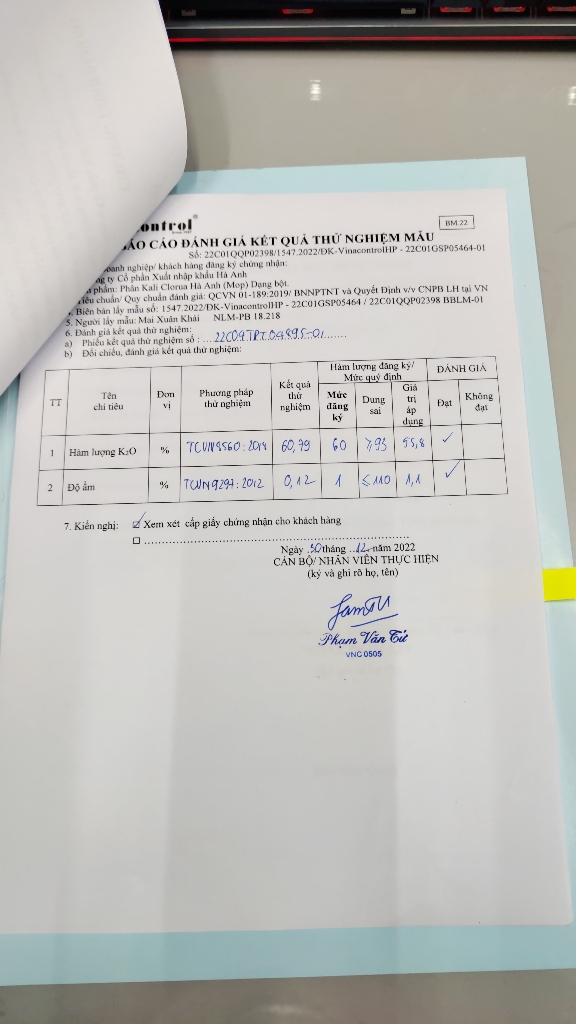 ontrol®
BM.22
ÁO CÁO ĐÁNH GIÁ KẾT QUẢ THỬ NGHIỆM MẪU
Số: 22C01QQP02398/1547.2022/ĐK-VinacontrolHP - 22C01GSP05464-01
oanh nghiệp/ khách hàng đăng ký chứng nhận:
ng ty Cổ phần Xuất nhập khẩu Hà Anh
phẩm: Phân Kali Clorua Hà Anh (Mop) Dạng bột.
iêu chuẩn/ Quy chuẩn đánh giá: QCVN 01-189:2019/ BNNPTNT và Quyết Định v/v CNPB LH tại VN
Biên bản lấy mẫu số: 1547.2022/ĐK-VinacontrolHP - 22C01GSP05464 / 22C01QQP02398 BBLM-01
5. Người lấy mẫu: Mai Xuân Khải NLM-PB 18.218
6. Đánh giá kết quả thử nghiệm:
a) Phiếu kết quả thử nghiệm số : ...22C04TPT04895-01.......
b) Đối chiếu, đánh giá kết quả thử nghiệm:
TT Tên chỉ tiêu Đơn vị Phương pháp thử nghiệm Kết quả thử nghiệm Hàm lượng đăng ký/ Mức quy định ĐÁNH GIÁ
Mức đăng ký Dung sai Giá trị áp dụng Đạt Không đạt
1 Hàm lượng K2O % TCVN 8560:2018 60,79 60 ≥93 55,8 ✓
2 Độ ẩm % TCVN 9297:2012 0,12 1 ≤110 1,1 ✓
7. Kiến nghị: ☑ Xem xét cấp giấy chứng nhận cho khách hàng
☐ ..............................................................
Ngày 30 tháng ..12. năm 2022
CÁN BỘ/ NHÂN VIÊN THỰC HIỆN
(ký và ghi rõ họ, tên)
Phạm Văn Tứ
VNC 0505